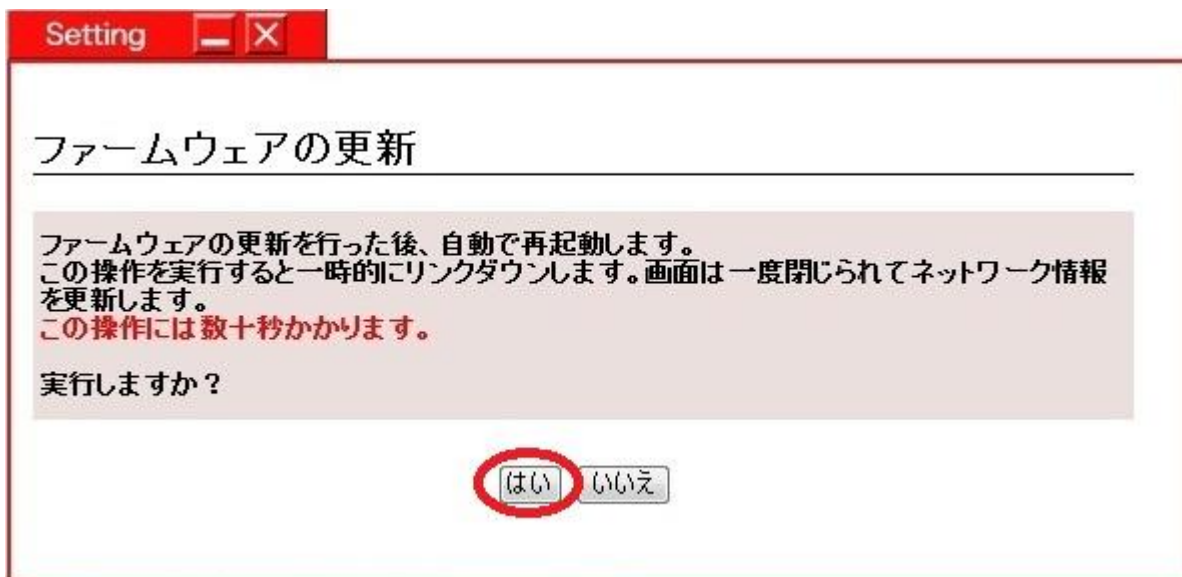 Setting
ファームウェアの更新
ファームウェアの更新を行った後、自動で再起動します。
この操作を実行すると一時的にリンクダウンします。画面は一度閉じられてネットワーク情報
を更新します。
この操作には数十秒かかります。
実行しますか？
はい いいえ